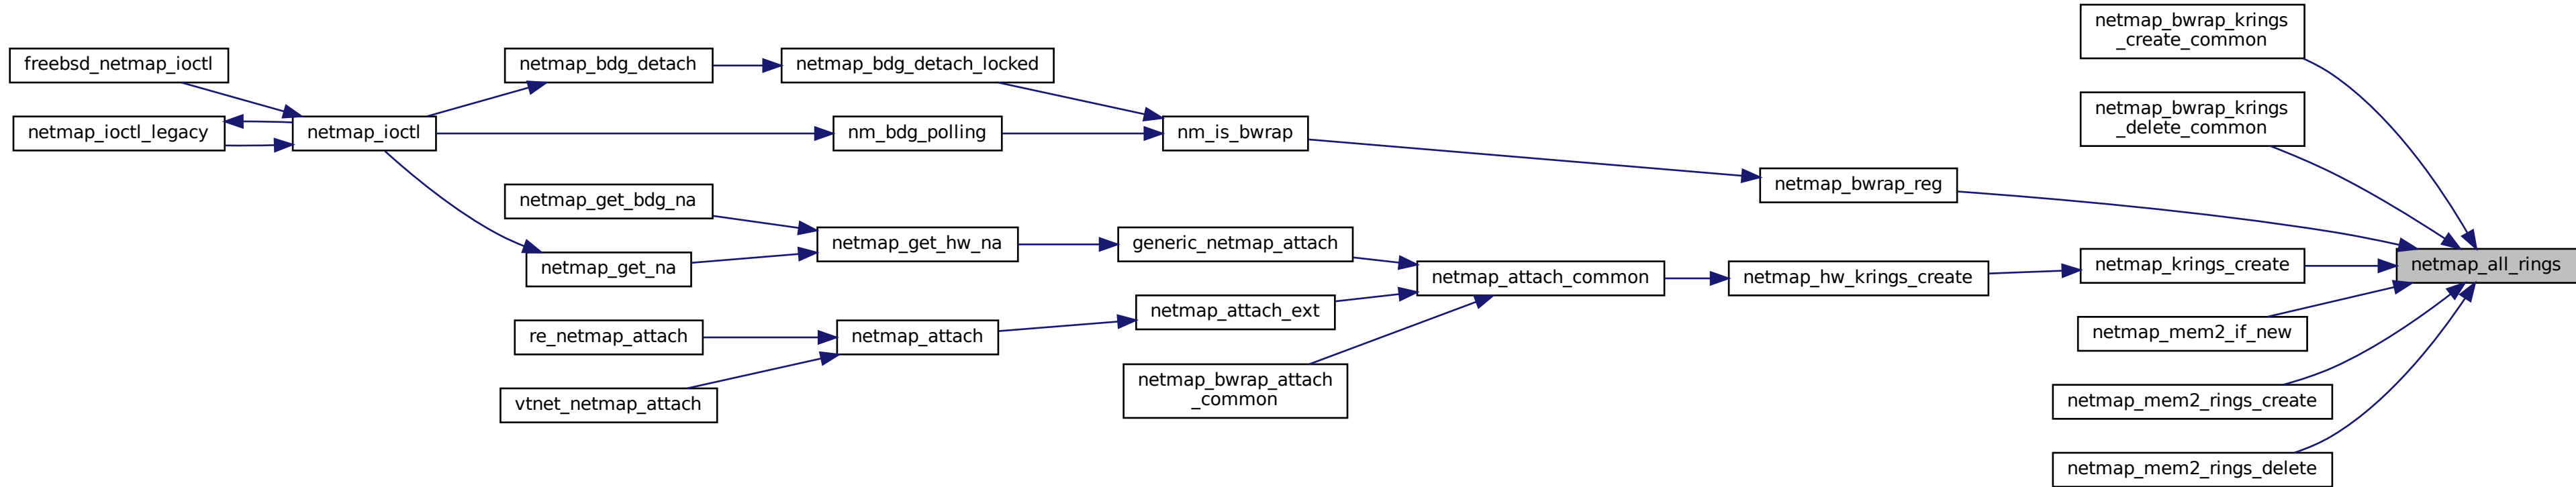 freebsd_netmap_ioctl
netmap_ioctl_legacy
netmap_ioctl
netmap_bdg_detach
netmap_get_bdg_na
netmap_get_na
re_netmap_attach
vtnet_netmap_attach
netmap_bdg_detach_locked
nm_bdg_polling
netmap_get_hw_na
netmap_attach
nm_is_bwrap
generic_netmap_attach
netmap_attach_ext
netmap_bwrap_attach
_common
netmap_attach_common
netmap_bwrap_reg
netmap_hw_krings_create
netmap_bwrap_krings
_create_common
netmap_bwrap_krings
_delete_common
netmap_krings_create
netmap_mem2_if_new
netmap_mem2_rings_create
netmap_mem2_rings_delete
netmap_all_rings